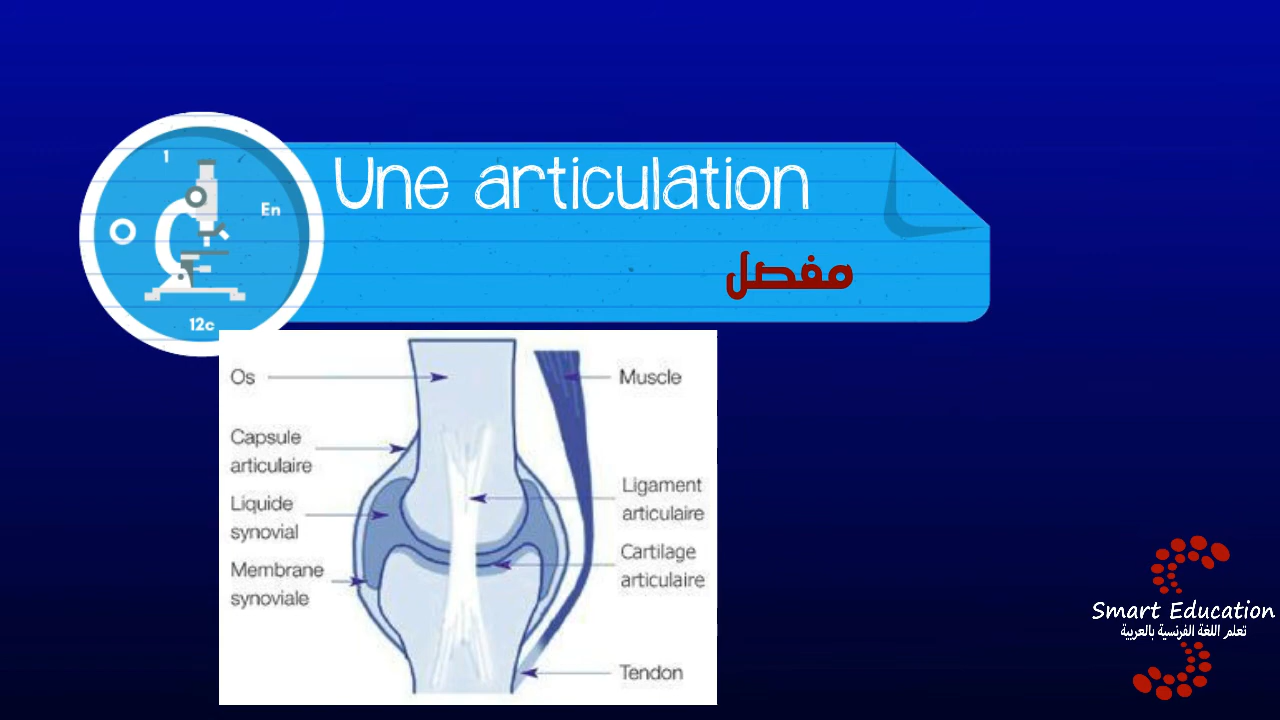 Une articulation
مفصل
1
En
12c
Os
Muscle
Capsule
articulaire
Ligament
articulaire
Liquide
synovial
Cartilage
articulaire
Membrane
synoviale
Tendon
Smart Education
تعلم اللغة الفرنسية بالعربية